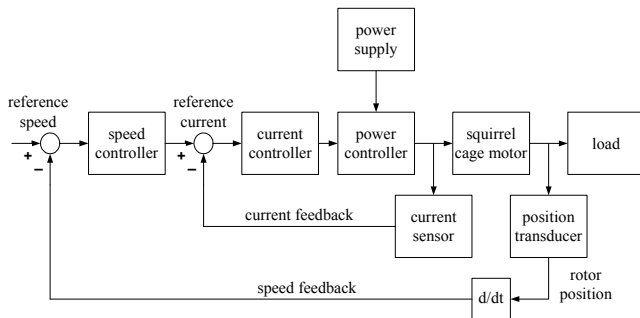 power
supply
reference
speed
reference
current
speed
controller
current
controller
power
controller
squirrel
cage motor
load
+
−
+
−
current feedback
current
sensor
position
transducer
speed feedback
d/dt
rotor
position